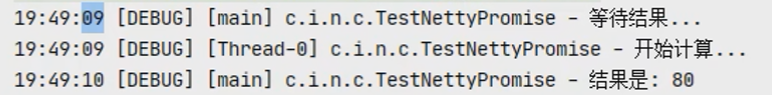 19:49:09 [DEBUG] [main] c.i.n.c.TestNettyPromise - 等待结果...
19:49:09 [DEBUG] [Thread-0] c.i.n.c.TestNettyPromise - 开始计算...
19:49:10 [DEBUG] [main] c.i.n.c.TestNettyPromise - 结果是: 80